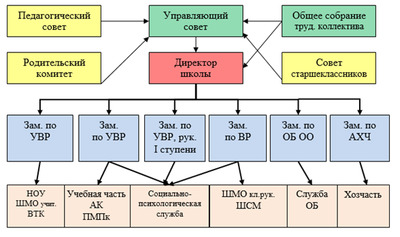 Педагогический
совет
Управляющий
совет
Общее собрание
труд. коллектива
Родительский
комитет
Директор
школы
Совет
старшеклассников
Зам. по
УВР
Зам.
по УВР
Зам. по
УВР, рук.
I ступени
Зам.
по ВР
Зам. по
ОБ ОО
Зам. по
АХЧ
НОУ
ШМО учит.
ВТК
Учебная часть
АК
ПМПк
Социально-
психологическая
служба
ШМО кл.рук.
ШСМ
Служба
ОБ
Хозчасть